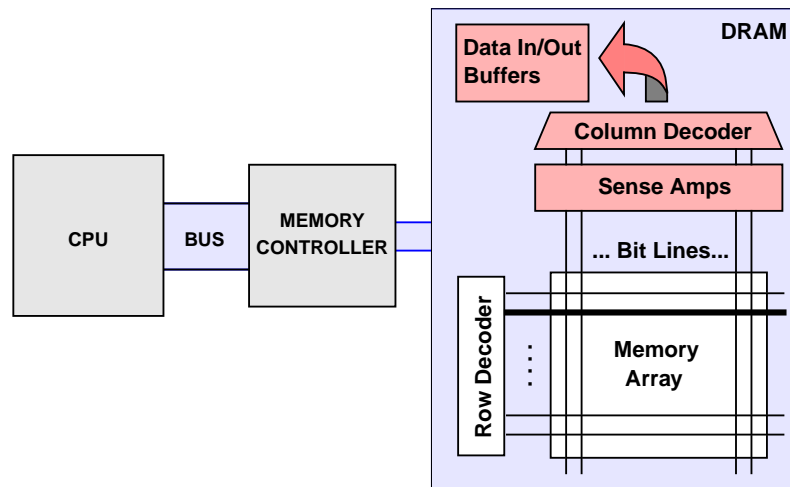 DRAM
Data In/Out
Buffers
Column Decoder
Sense Amps
... Bit Lines...
CPU
BUS
MEMORY
CONTROLLER
Row Decoder
Memory
Array